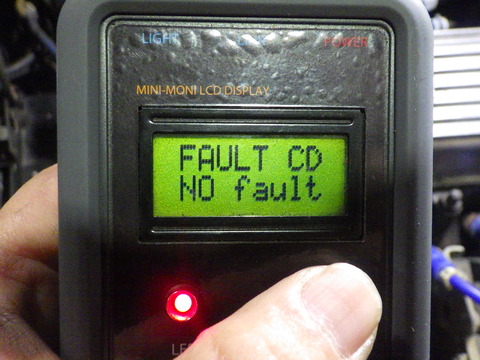 LIGHT POWER
MINI-MONI LCD DISPLAY
FAULT CD
NO fault